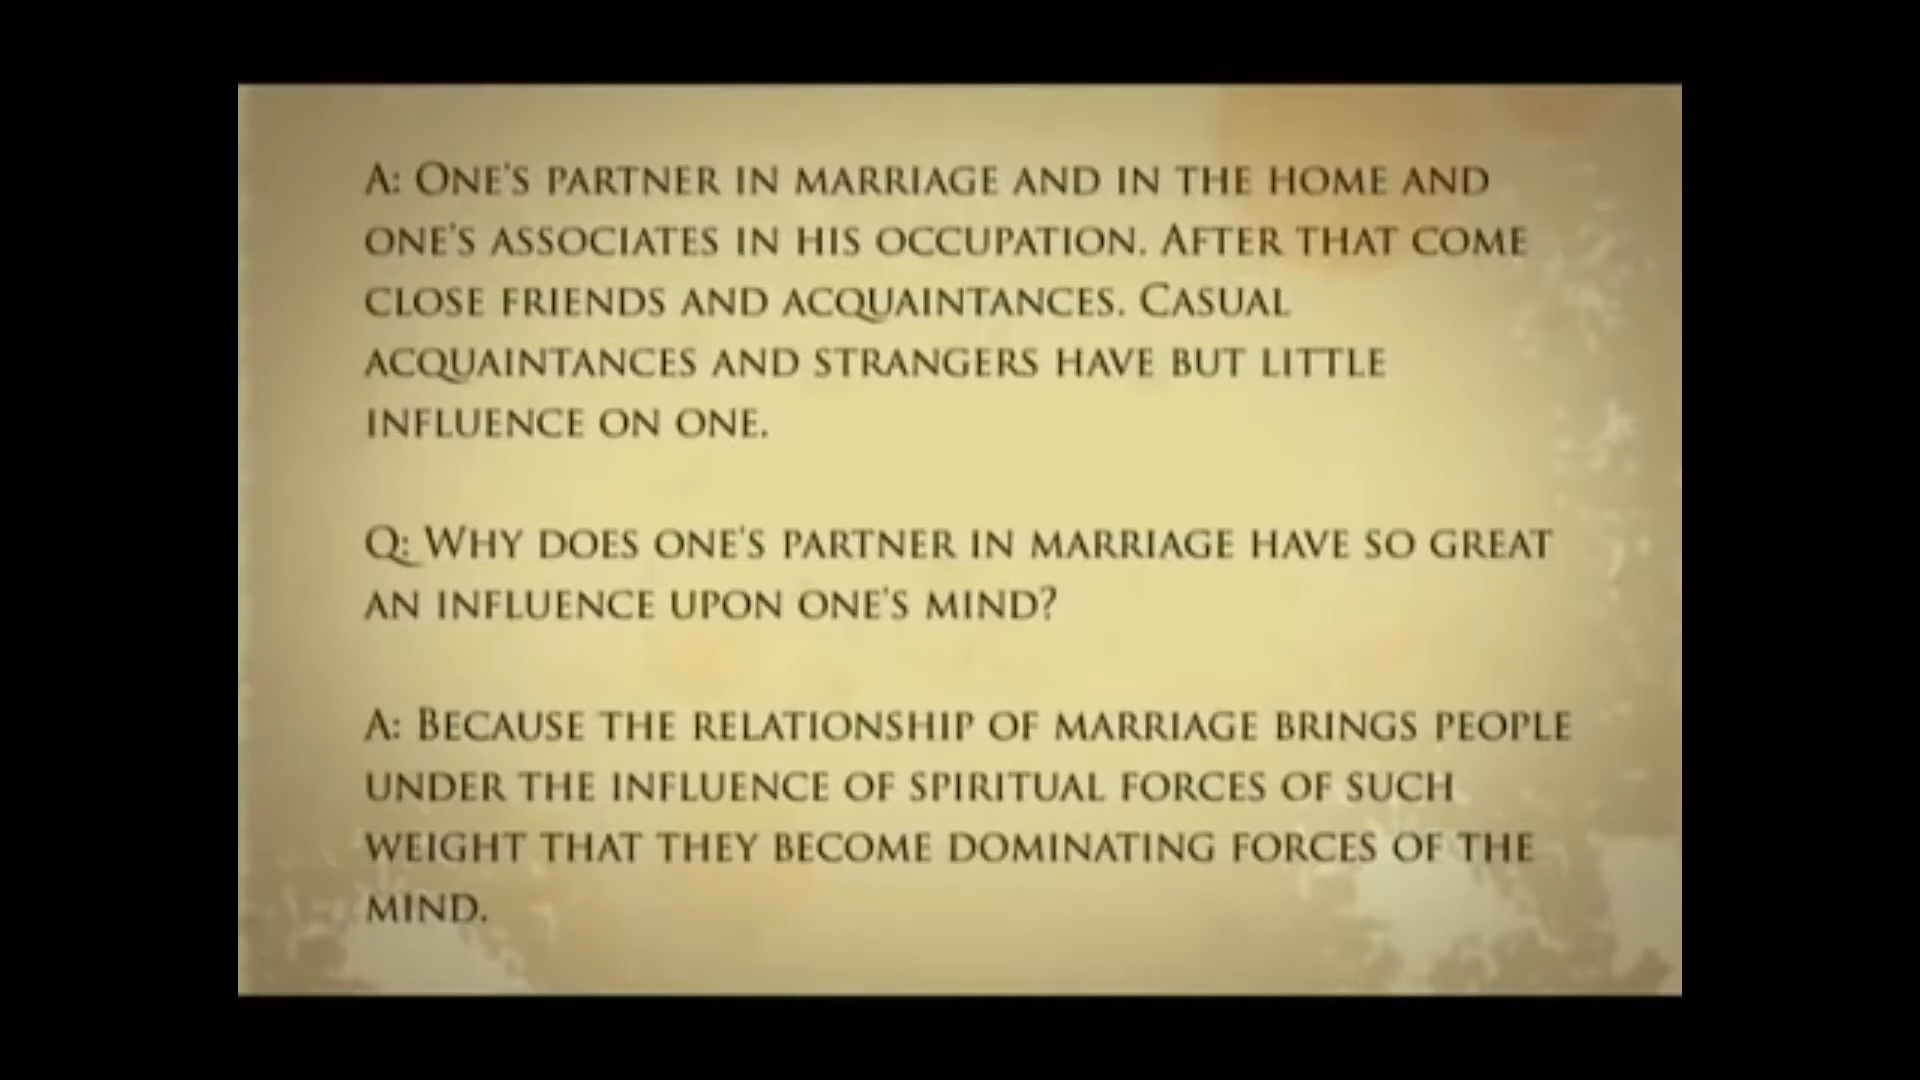 A: One's partner in marriage and in the home and
one's associates in his occupation. After that come
close friends and acquaintances. Casual
acquaintances and strangers have but little
influence on one.
Q: Why does one's partner in marriage have so great
an influence upon one's mind?
A: Because the relationship of marriage brings people
under the influence of spiritual forces of such
weight that they become dominating forces of the
mind.